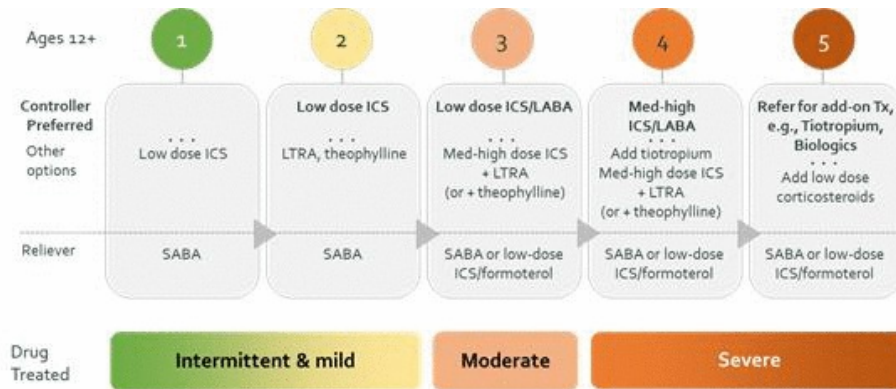 Ages 12+
1
2
3
4
5
Controller
Preferred
Other
options
. . .
Low dose ICS
Low dose ICS
. . .
LTRA, theophylline
Low dose ICS/LABA
. . .
Med-high dose ICS
+ LTRA
(or + theophylline)
Med-high
ICS/LABA
. . .
Add tiotropium
Med-high dose ICS
+ LTRA
(or + theophylline)
Refer for add-on Tx,
e.g., Tiotropium,
Biologics
. . .
Add low dose
corticosteroids
Reliever
SABA
SABA
SABA or low-dose
ICS/formoterol
SABA or low-dose
ICS/formoterol
SABA or low-dose
ICS/formoterol
Drug
Treated
Intermittent & mild
Moderate
Severe